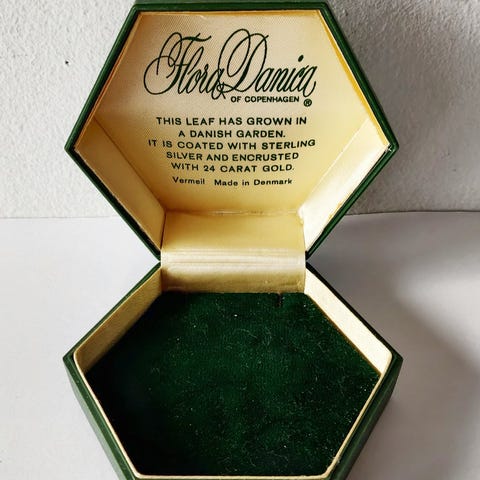 Flora Danica
OF COPENHAGEN ®
THIS LEAF HAS GROWN IN
A DANISH GARDEN.
IT IS COATED WITH STERLING
SILVER AND ENCRUSTED
WITH 24 CARAT GOLD.
Vermeil Made in Denmark